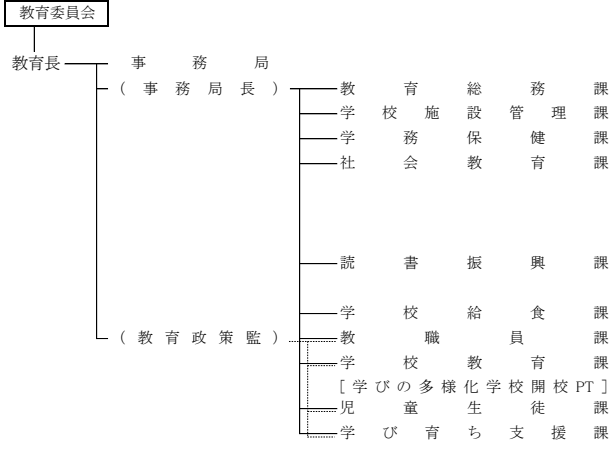 教育委員会
教育長 事務局
(事務局長) 教育総務課
学校施設管理課
学務保健課
社会教育課
読書振興課
学校給食課
(教育政策監) 教職員課
学校教育課
[学びの多様化学校開校PT]
児童生徒課
学び育ち支援課